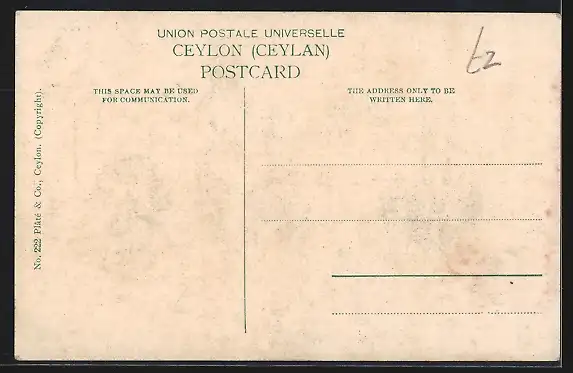 UNION POSTALE UNIVERSELLE
CEYLON (CEYLAN)
POSTCARD
THIS SPACE MAY BE USED
FOR COMMUNICATION.
THE ADDRESS ONLY TO BE
WRITTEN HERE.
No. 222 Plâté & Co., Ceylon. (Copyright).